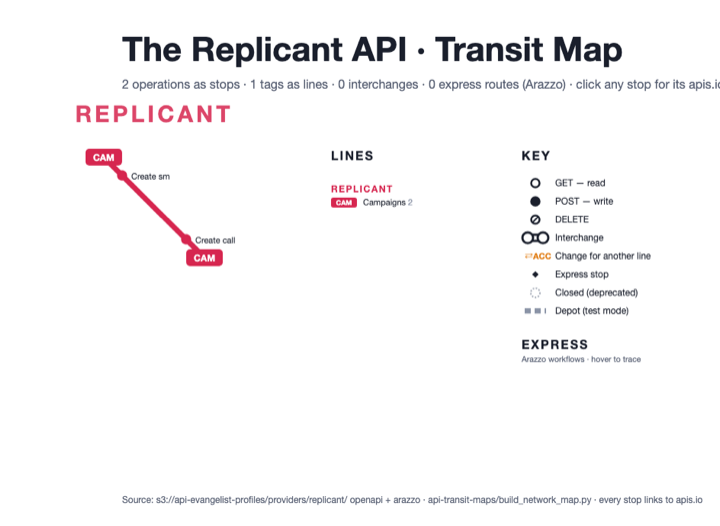 The Replicant API · Transit Map
2 operations as stops · 1 tags as lines · 0 interchanges · 0 express routes (Arazzo) · click any stop for its apis.io
REPLICANT
CAM
Create sm
Create call
CAM
LINES
REPLICANT
CAM Campaigns 2
KEY
GET — read
POST — write
DELETE
Interchange
⇄ACC Change for another line
Express stop
Closed (deprecated)
Depot (test mode)
EXPRESS
Arazzo workflows · hover to trace
Source: s3://api-evangelist-profiles/providers/replicant/ openapi + arazzo · api-transit-maps/build_network_map.py · every stop links to apis.io